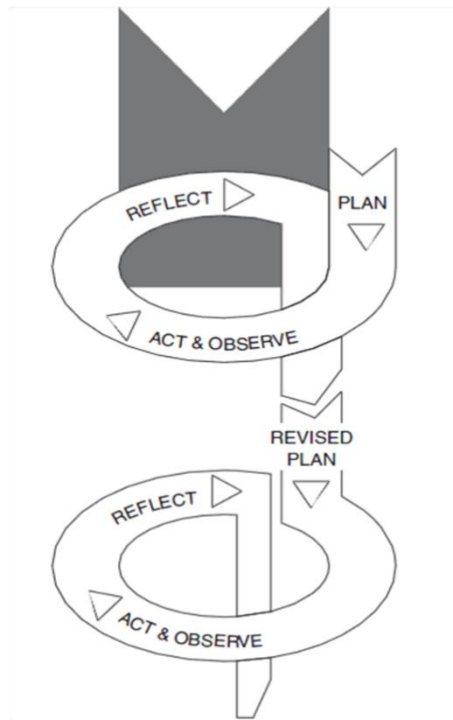 REFLECT
PLAN
ACT & OBSERVE
REVISED
PLAN
REFLECT
ACT & OBSERVE